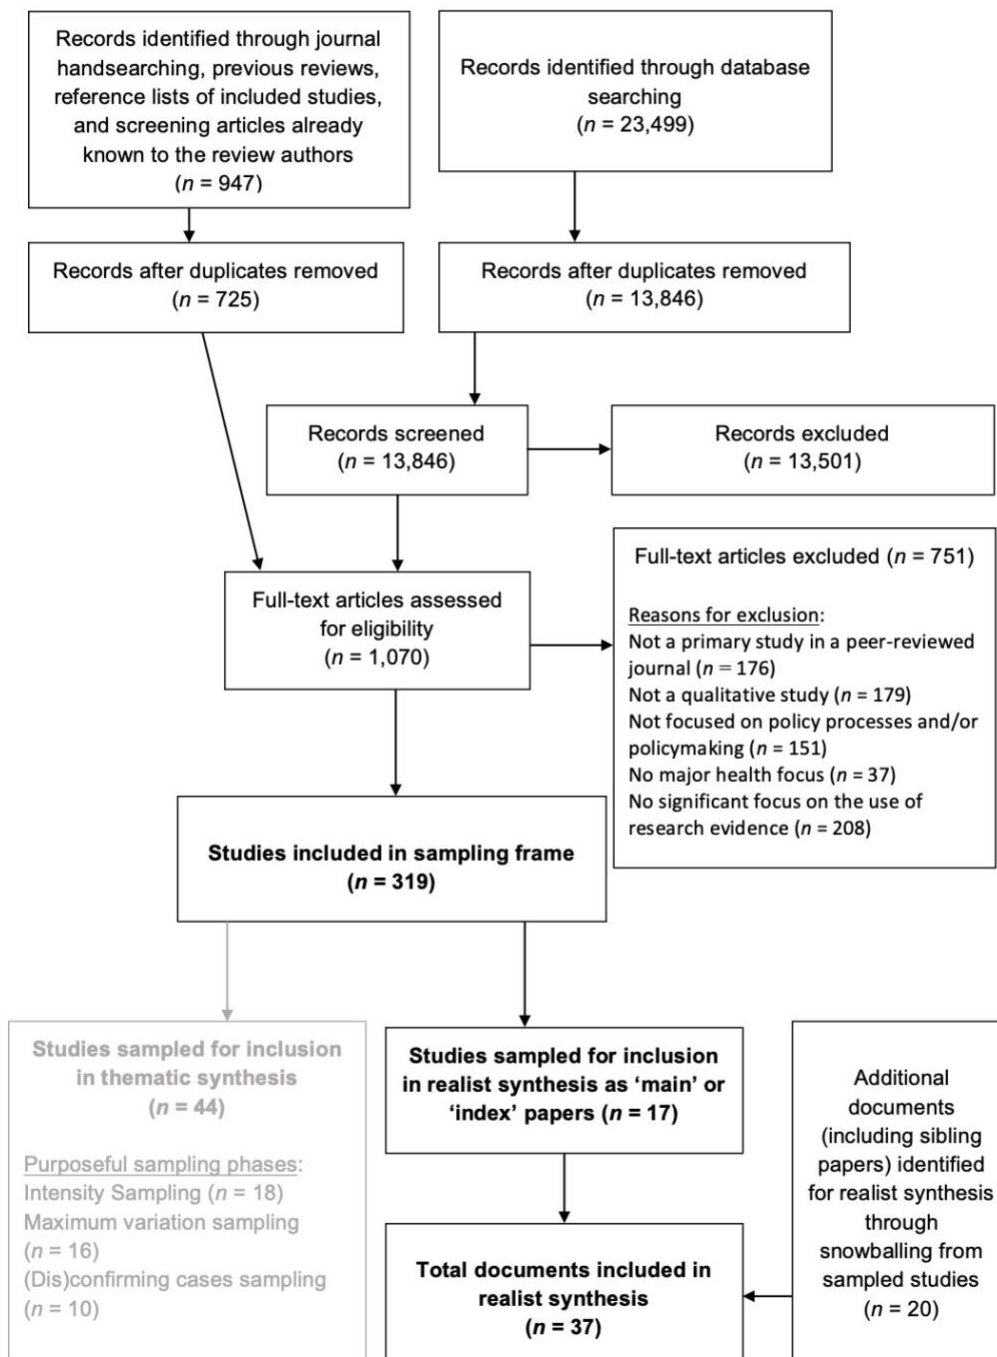 Records identified through journal
handsearching, previous reviews,
reference lists of included studies,
and screening articles already
known to the review authors
(n = 947)
Records identified through database
searching
(n = 23,499)
Records after duplicates removed
(n = 725)
Records after duplicates removed
(n = 13,846)
Records screened
(n = 13,846)
Records excluded
(n = 13,501)
Full-text articles assessed
for eligibility
(n = 1,070)
Full-text articles excluded (n = 751)
Reasons for exclusion:
Not a primary study in a peer-reviewed
journal (n = 176)
Not a qualitative study (n = 179)
Not focused on policy processes and/or
policymaking (n = 151)
No major health focus (n = 37)
No significant focus on the use of
research evidence (n = 208)
Studies included in sampling frame
(n = 319)
Studies sampled for inclusion
in thematic synthesis
(n = 44)
Purposeful sampling phases:
Intensity Sampling (n = 18)
Maximum variation sampling
(n = 16)
(Dis)confirming cases sampling
(n = 10)
Studies sampled for inclusion
in realist synthesis as ‘main’ or
‘index’ papers (n = 17)
Additional
documents
(including sibling
papers) identified
for realist synthesis
through
snowballing from
sampled studies
(n = 20)
Total documents included in
realist synthesis
(n = 37)